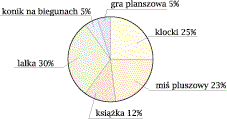 gra planszowa 5%
konik na biegunach 5%
klocki 25%
lalka 30%
miś pluszowy 23%
książka 12%